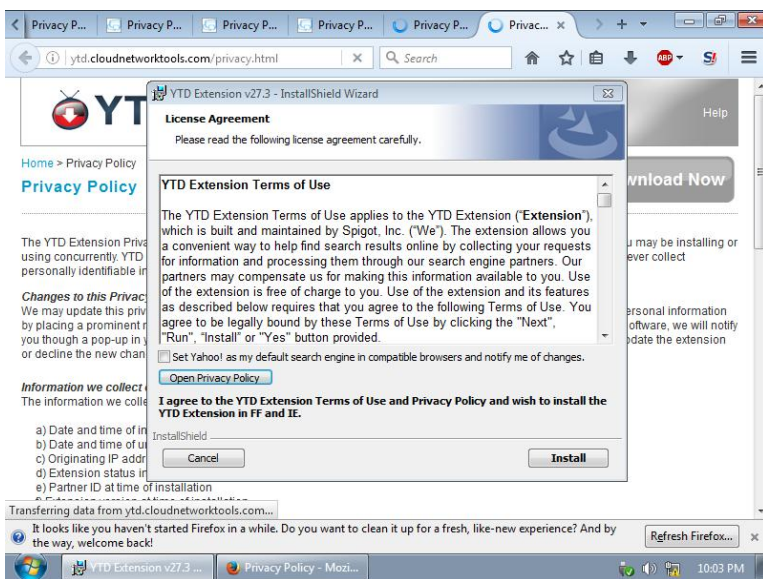 Privacy P...
Privacy P...
Privacy P...
Privacy P...
Privacy P...
Privac...
ytd.cloudnetworktools.com/privacy.html
Search
ABP
S!
YT
Help
Home > Privacy Policy
Privacy Policy
wnload Now
The YTD Extension Priva
u may be installing or
using concurrently. YTD
ever collect
personally identifiable in
Changes to this Privac
We may update this priv
ersonal information
by placing a prominent
oftware, we will notify
you though a pop-up in y
pdate the extension
or decline the new chan
Information we collect
The information we colle
a) Date and time of in
b) Date and time of un
c) Originating IP addr
d) Extension status in
e) Partner ID at time of installation
YTD Extension v27.3 - InstallShield Wizard
License Agreement
Please read the following license agreement carefully.
YTD Extension Terms of Use
The YTD Extension Terms of Use applies to the YTD Extension (“Extension”),
which is built and maintained by Spigot, Inc. (“We”). The extension allows you
a convenient way to help find search results online by collecting your requests
for information and processing them through our search engine partners. Our
partners may compensate us for making this information available to you. Use
of the extension is free of charge to you. Use of the extension and its features
as described below requires that you agree to the following Terms of Use. You
agree to be legally bound by these Terms of Use by clicking the "Next",
"Run", “Install” or "Yes" button provided.
Set Yahoo! as my default search engine in compatible browsers and notify me of changes.
Open Privacy Policy
I agree to the YTD Extension Terms of Use and Privacy Policy and wish to install the
YTD Extension in FF and IE.
InstallShield
Cancel
Install
Transferring data from ytd.cloudnetworktools.com...
It looks like you haven't started Firefox in a while. Do you want to clean it up for a fresh, like-new experience? And by
the way, welcome back!
Refresh Firefox...
YTD Extension v27.3 ...
Privacy Policy - Mozi...
10:03 PM